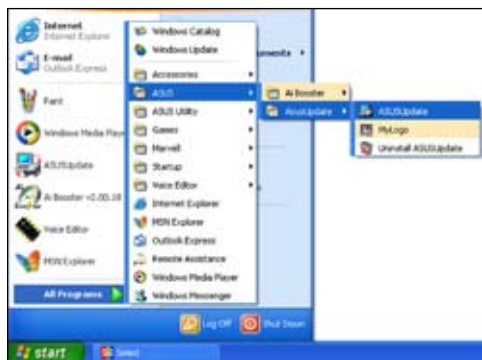 Internet
Internet Explorer
E-mail
Outlook Express
Paint
Windows Media Play
ASUSUpdate
Ai Booster v2.00.18
Voice Editor
MSN Explorer
All Programs
Windows Catalog
Windows Update
Accessories
ASUS
ASUS Utility
Games
Marvell
Startup
Voice Editor
Internet Explorer
MSN Explorer
Outlook Express
Remote Assistance
Windows Media Player
Windows Messenger
uments
Ai Booster
AsusUpdate
ASUSUpdate
MyLogo
Uninstall ASUSUpdate
Log Off
Shut Down
start